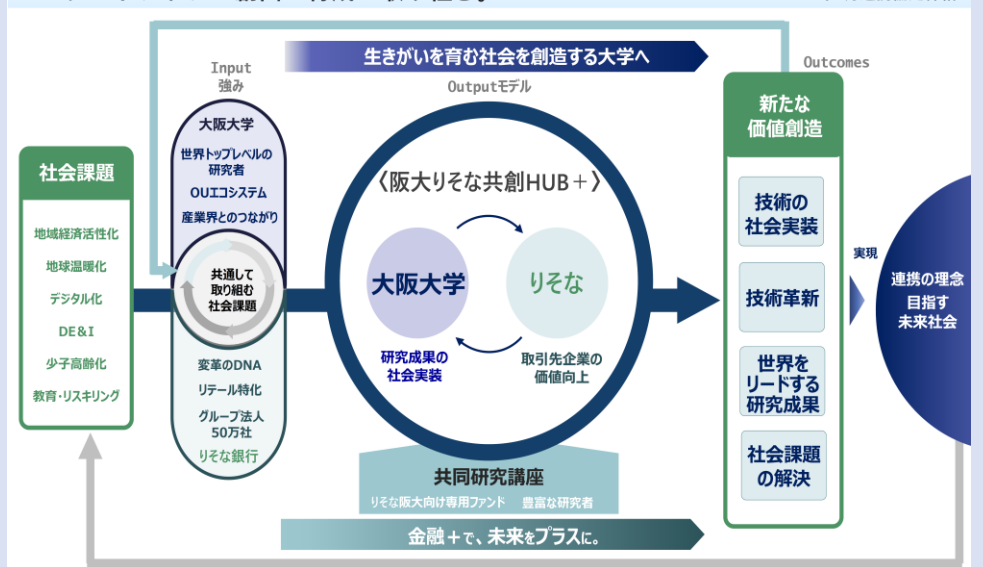 生きがいを育む社会を創造する大学へ
Input
強み
Outputモデル
Outcomes
社会課題
地域経済活性化
地球温暖化
デジタル化
DE&I
少子高齢化
教育・リスキリング
大阪大学
世界トップレベルの
研究者
OUエコシステム
産業界とのつながり
共通して
取り組む
社会課題
変革のDNA
リテール特化
グループ法人
50万社
りそな銀行
〈阪大りそな共創HUB+〉
大阪大学
りそな
研究成果の
社会実装
取引先企業の
価値向上
共同研究講座
りそな阪大向け専用ファンド 豊富な研究者
金融+で、未来をプラスに。
新たな
価値創造
技術の
社会実装
技術革新
世界を
リードする
研究成果
社会課題
の解決
実現
連携の理念
目指す
未来社会